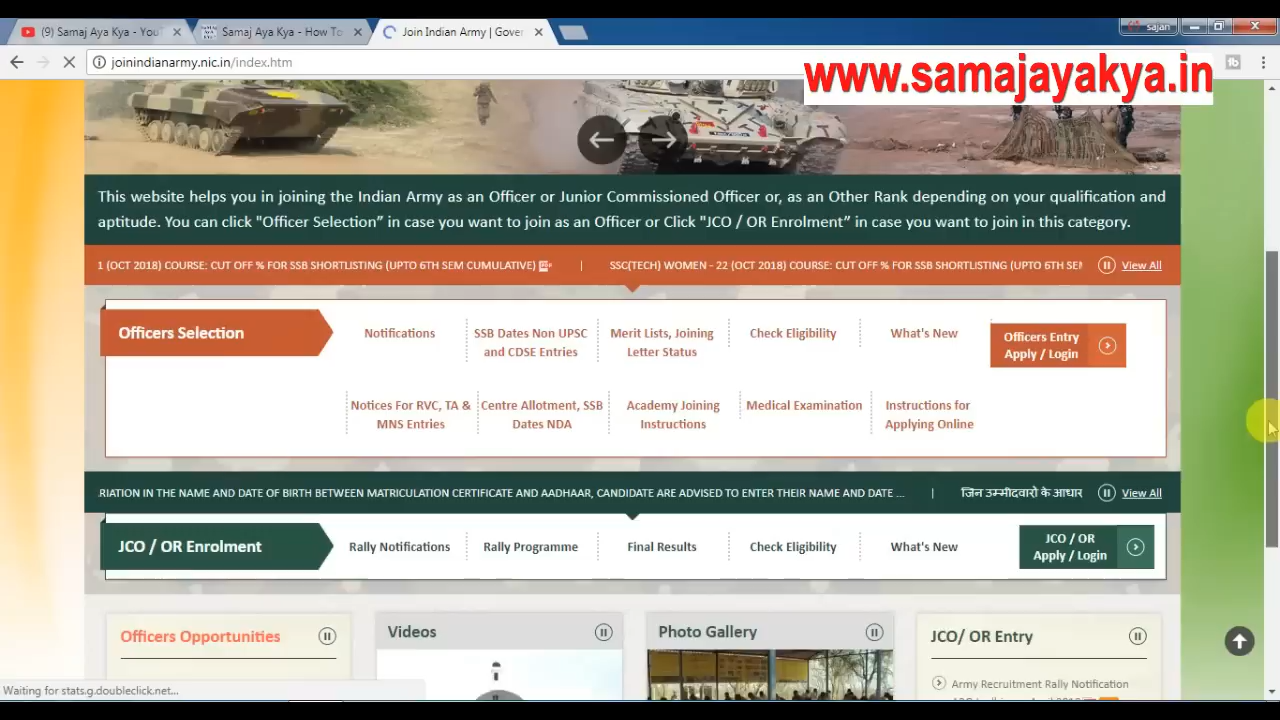 (9) Samaj Aya Kya - You
Samaj Aya Kya - How To
Join Indian Army | Gover
sajan
joinindianarmy.nic.in/index.htm
www.samajayakya.in
This website helps you in joining the Indian Army as an Officer or Junior Commissioned Officer or, as an Other Rank depending on your qualification and
aptitude. You can click "Officer Selection" in case you want to join as an Officer or Click "JCO / OR Enrolment" in case you want to join in this category.
1 (OCT 2018) COURSE: CUT OFF % FOR SSB SHORTLISTING (UPTO 6TH SEM CUMULATIVE) | SSC(TECH) WOMEN - 22 (OCT 2018) COURSE: CUT OFF % FOR SSB SHORTLISTING (UPTO 6TH SEM View All
Officers Selection
Notifications
SSB Dates Non UPSC
and CDSE Entries
Merit Lists, Joining
Letter Status
Check Eligibility
What's New
Officers Entry
Apply / Login
Notices For RVC, TA &
MNS Entries
Centre Allotment, SSB
Dates NDA
Academy Joining
Instructions
Medical Examination
Instructions for
Applying Online
RIATION IN THE NAME AND DATE OF BIRTH BETWEEN MATRICULATION CERTIFICATE AND AADHAAR, CANDIDATE ARE ADVISED TO ENTER THEIR NAME AND DATE ... | जिन उम्मीदवारो के आधार View All
JCO / OR Enrolment
Rally Notifications
Rally Programme
Final Results
Check Eligibility
What's New
JCO / OR
Apply / Login
Officers Opportunities
Videos
Photo Gallery
JCO/ OR Entry
Army Recruitment Rally Notification
Waiting for stats.g.doubleclick.net...